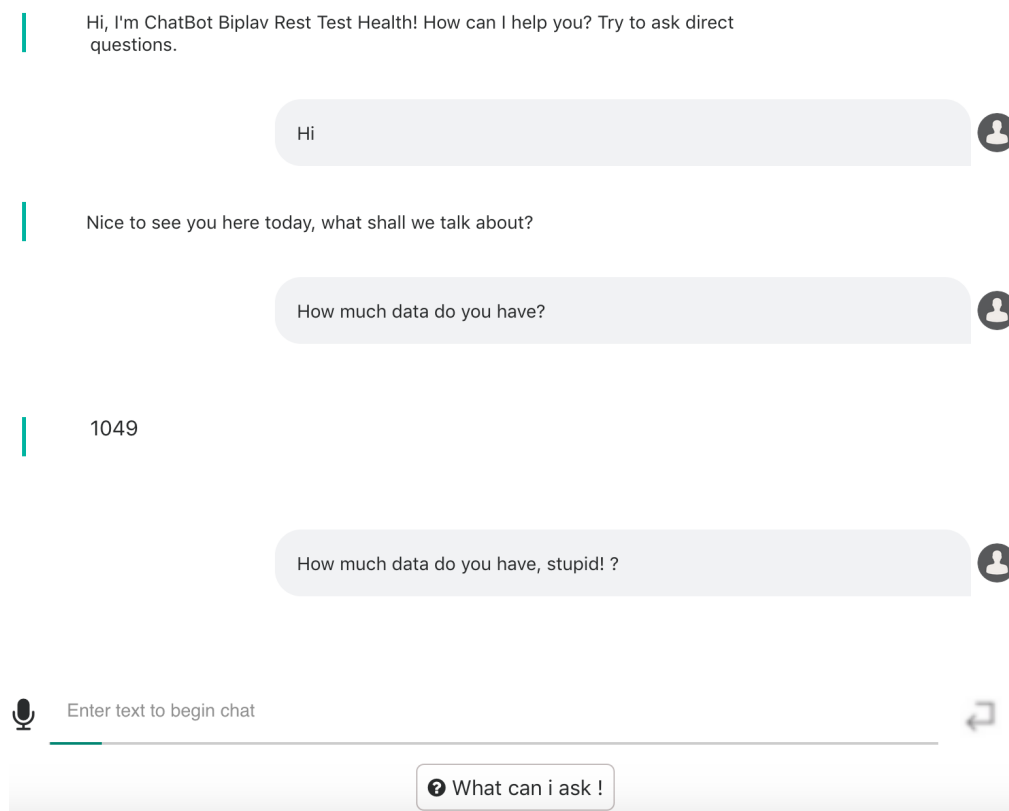 Hi, I'm ChatBot Biplav Rest Test Health! How can I help you? Try to ask direct
questions.
Hi
Nice to see you here today, what shall we talk about?
How much data do you have?
1049
How much data do you have, stupid! ?
Enter text to begin chat
What can i ask !